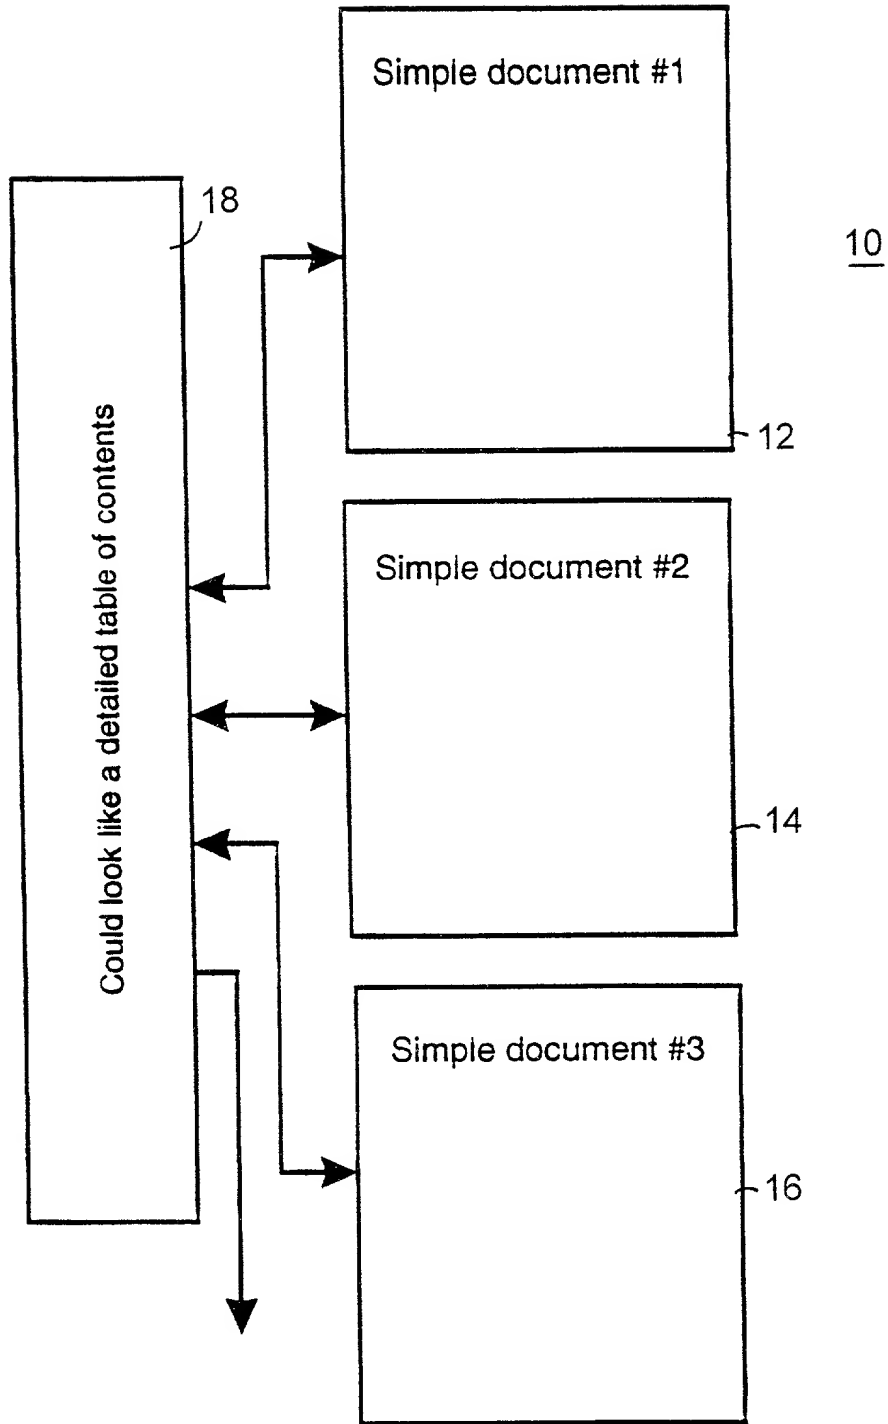 Simple document #1
18
10
12
Could look like a detailed table of contents
Simple document #2
14
Simple document #3
16